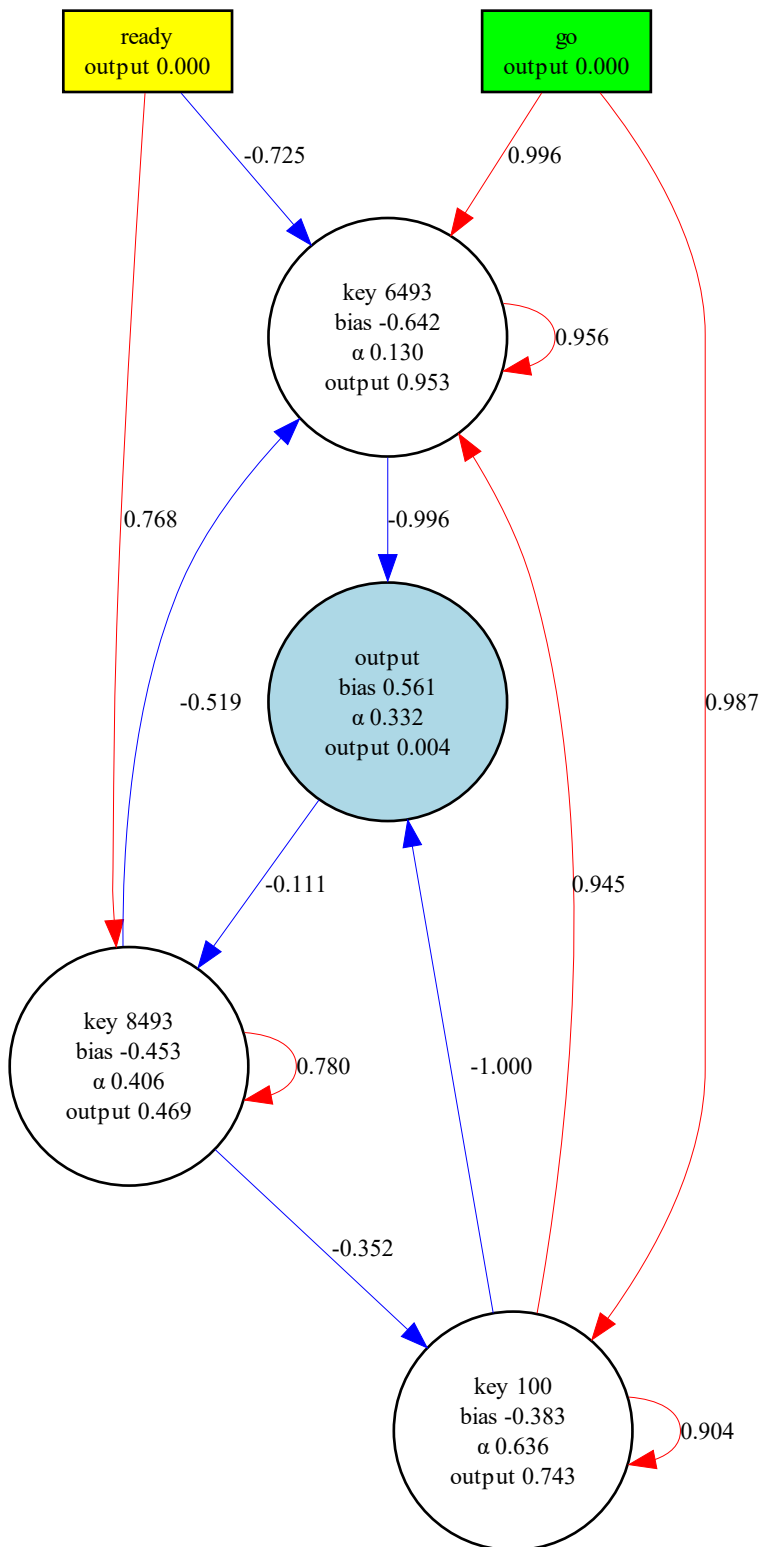 ready
output 0.000
go
output 0.000
-0.725
0.996
key 6493
bias -0.642
α 0.130
output 0.953
0.956
0.768
-0.996
-0.519
output
bias 0.561
α 0.332
output 0.004
0.987
-0.111
0.945
key 8493
bias -0.453
α 0.406
output 0.469
0.780
-1.000
-0.352
key 100
bias -0.383
α 0.636
output 0.743
0.904